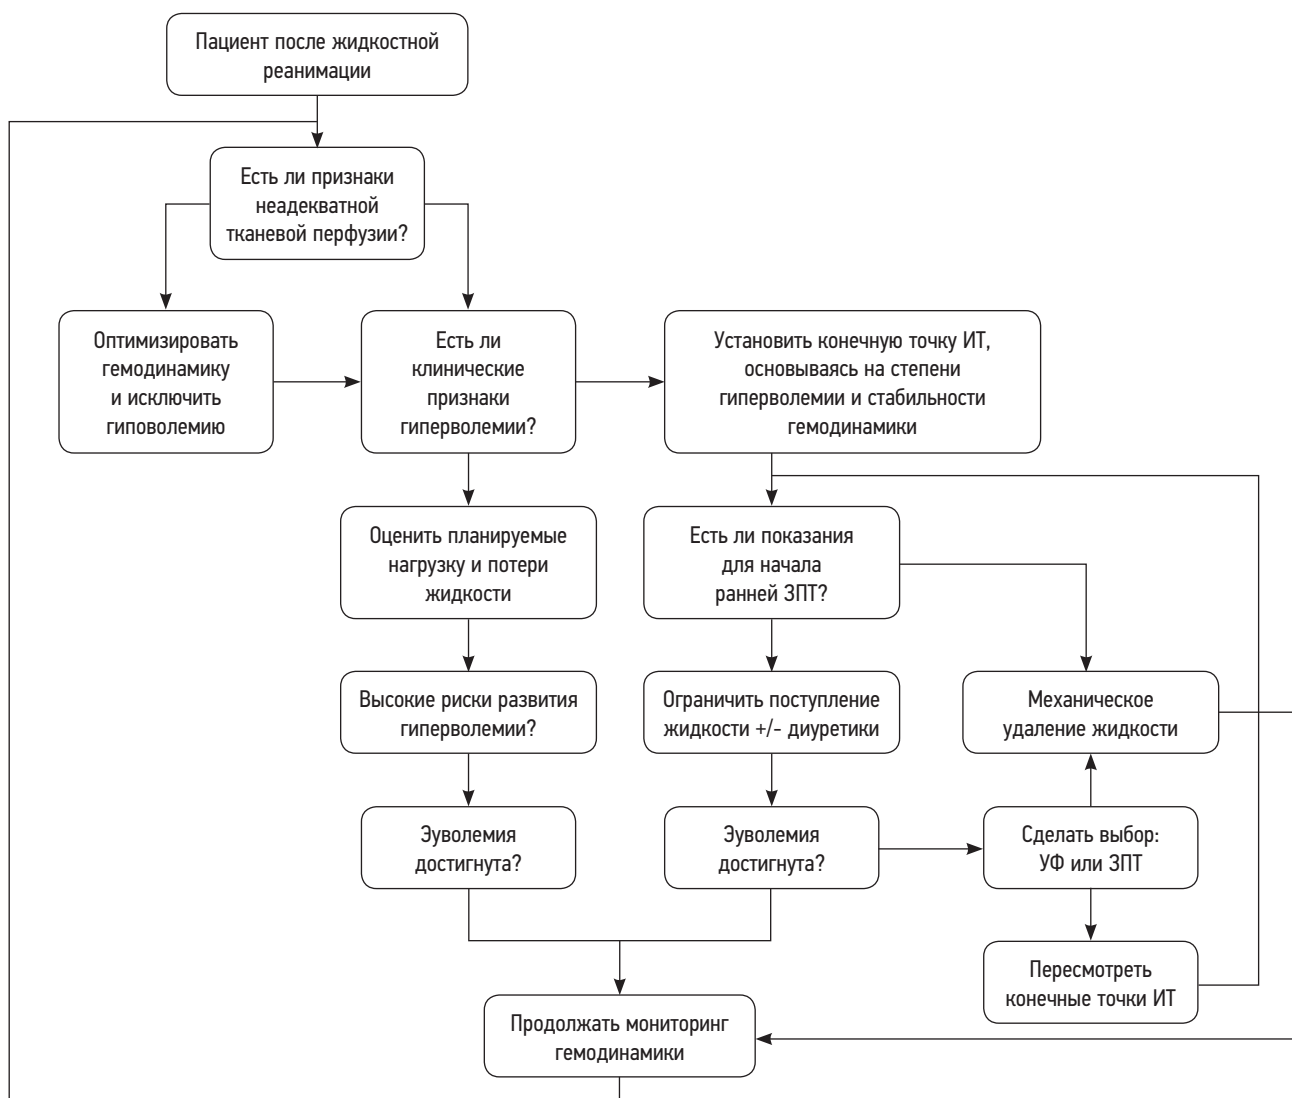 Пациент после жидкостной
реанимации
Есть ли признаки
неадекватной
тканевой перфузии?
Оптимизировать
гемодинамику
и исключить
гиповолемию
Есть ли
клинические
признаки
гиперволемии?
Установить конечную точку ИТ,
основываясь на степени
гиперволемии и стабильности
гемодинамики
Оценить планируемые
нагрузку и потери
жидкости
Есть ли показания
для начала
ранней ЗПТ?
Высокие риски развития
гиперволемии?
Ограничить поступление
жидкости +/- диуретики
Механическое
удаление жидкости
Эуволемия
достигнута?
Эуволемия
достигнута?
Сделать выбор:
УФ или ЗПТ
Пересмотреть
конечные точки ИТ
Продолжать мониторинг
гемодинамики